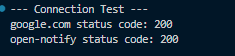 --- Connection Test ---
google.com status code: 200
open-notify status code: 200